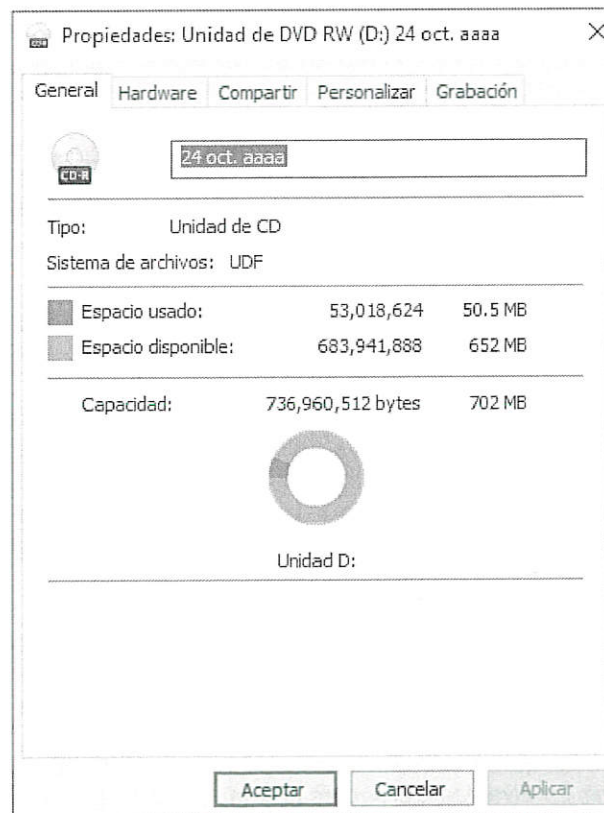 Propiedades: Unidad de DVD RW (D:) 24 oct. aaaa
General Hardware Compartir Personalizar Grabación
CD-R
24 oct. aaaa
Tipo: Unidad de CD
Sistema de archivos: UDF
Espacio usado: 53,018,624 50.5 MB
Espacio disponible: 683,941,888 652 MB
Capacidad: 736,960,512 bytes 702 MB
Unidad D:
Aceptar Cancelar Aplicar